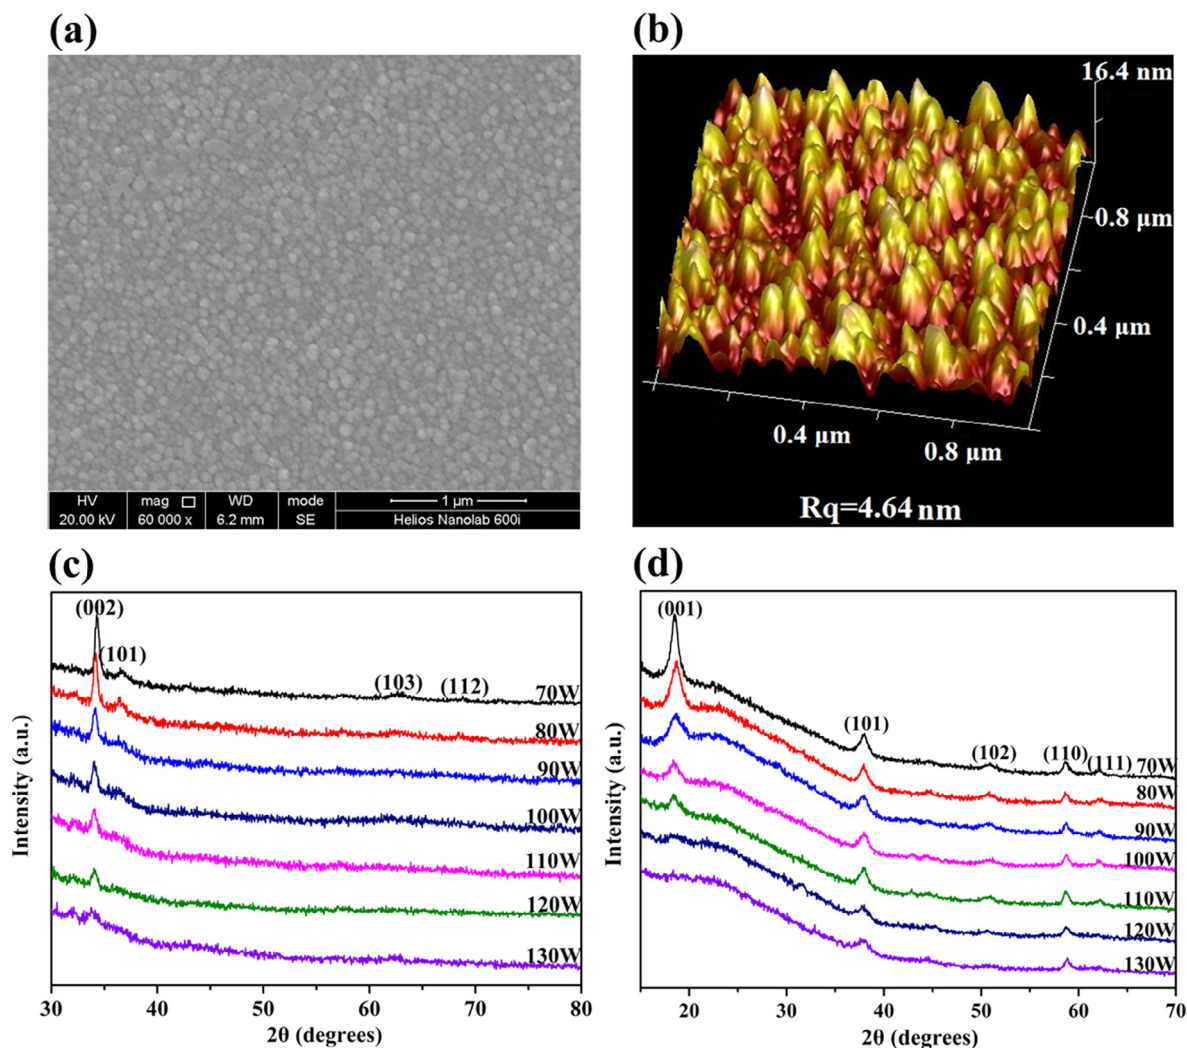 (a)
HV mag WD mode 1 µm
20.00 kV 60 000 x 6.2 mm SE Helios Nanolab 600i
(b)
16.4 nm
0.8 µm
0.4 µm
0.4 µm
0.8 µm
Rq=4.64 nm
(c)
(002)
(101)
(103)
(112)
70W
80W
90W
100W
110W
120W
130W
Intensity (a.u.)
30 40 50 60 70 80
2θ (degrees)
(d)
(001)
(101)
(102)
(110)
(111)
70W
80W
90W
100W
110W
120W
130W
Intensity (a.u.)
20 30 40 50 60 70
2θ (degrees)